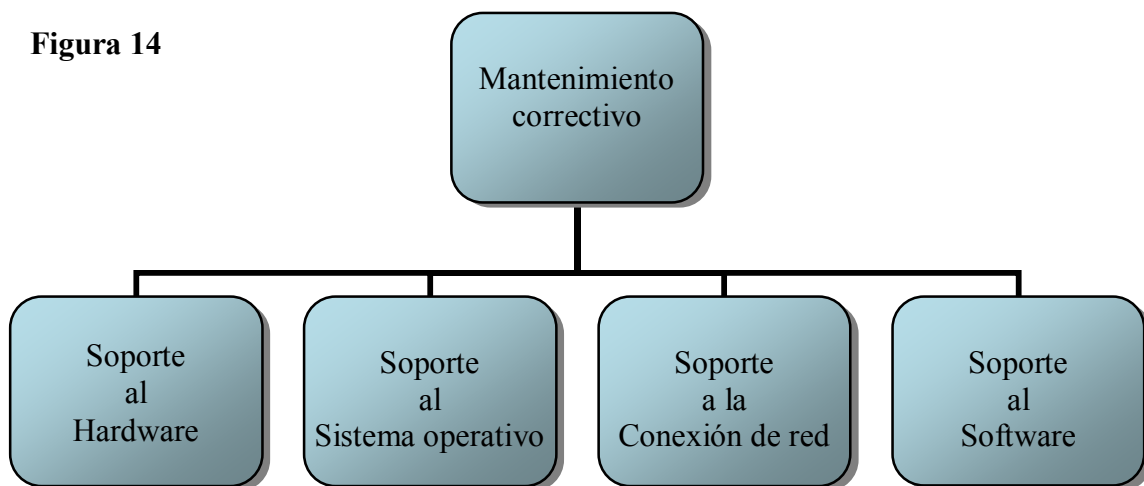 Figura 14
Mantenimiento
correctivo
Soporte
al
Hardware
Soporte
al
Sistema operativo
Soporte
a la
Conexión de red
Soporte
al
Software